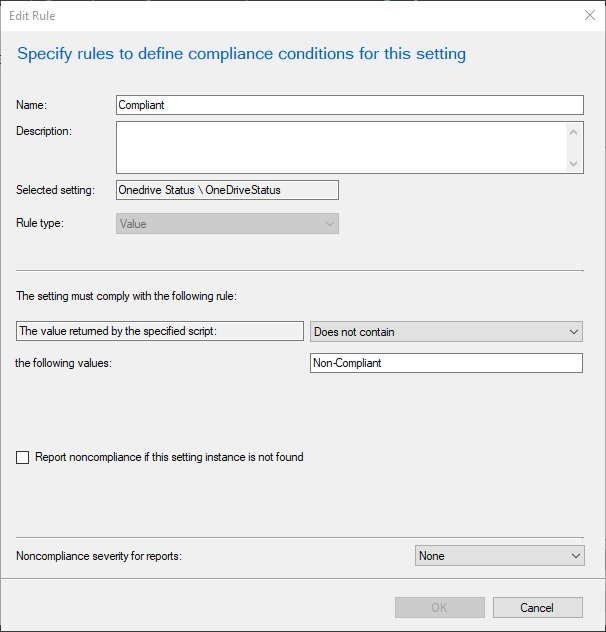 Edit Rule
Specify rules to define compliance conditions for this setting
Name: Compliant
Description:
Selected setting: Onedrive Status \ OneDriveStatus
Rule type: Value
The setting must comply with the following rule:
The value returned by the specified script: Does not contain
the following values: Non-Compliant
Report noncompliance if this setting instance is not found
Noncompliance severity for reports: None
OK Cancel